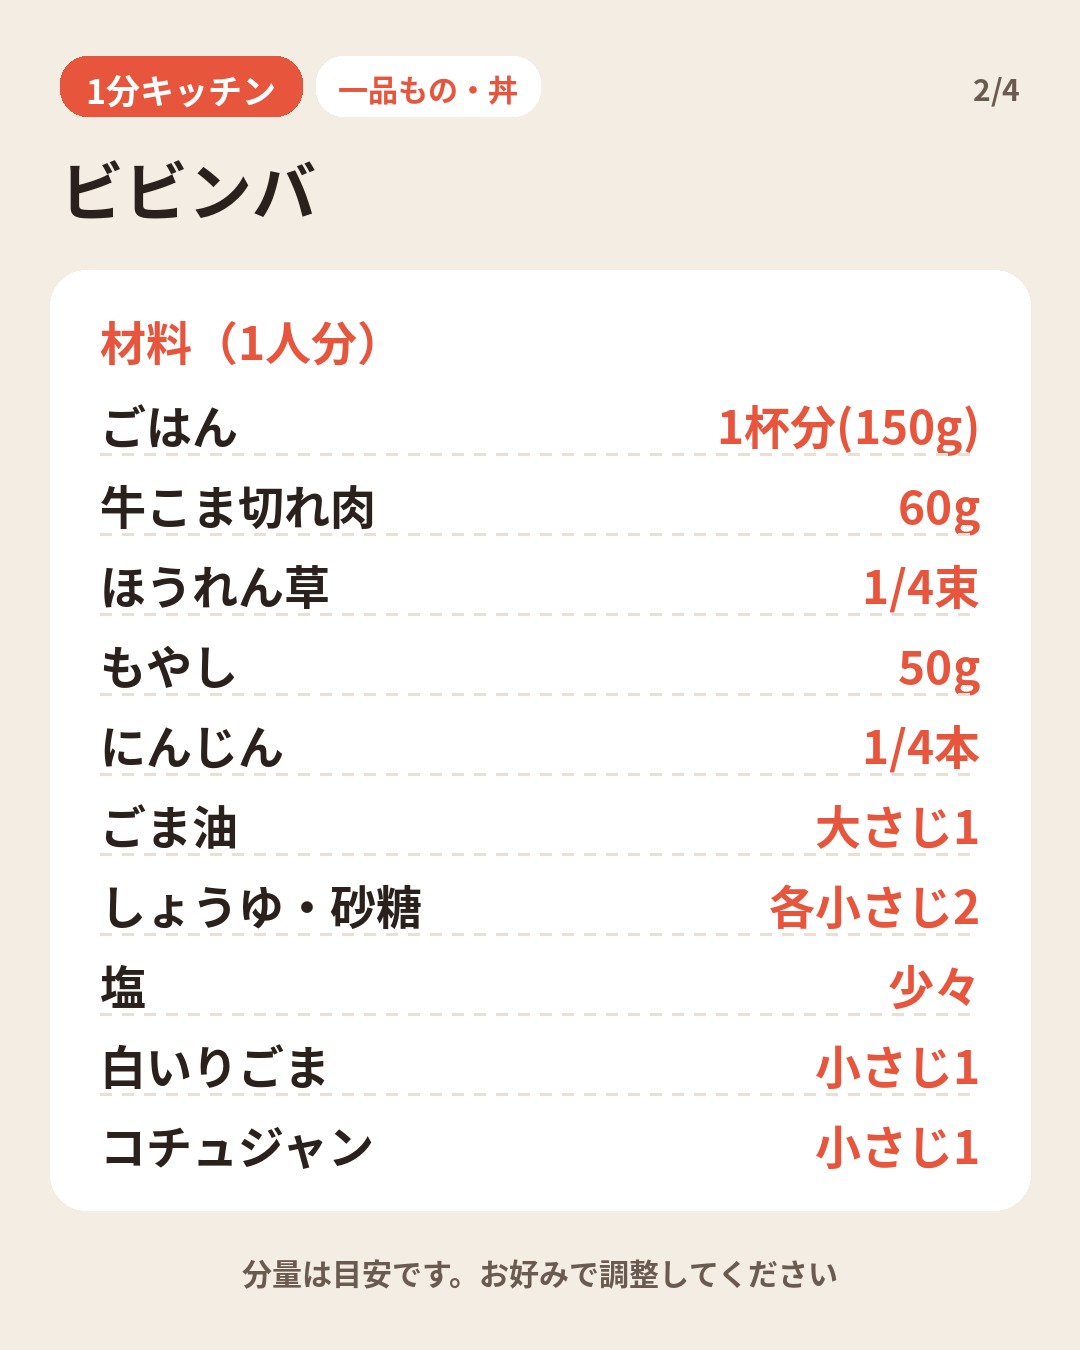 1分キッチン 一品もの・丼 2/4
ビビンバ
材料（1人分）
ごはん 1杯分(150g)
牛こま切れ肉 60g
ほうれん草 1/4束
もやし 50g
にんじん 1/4本
ごま油 大さじ1
しょうゆ・砂糖 各小さじ2
塩 少々
白いりごま 小さじ1
コチュジャン 小さじ1
分量は目安です。お好みで調整してください